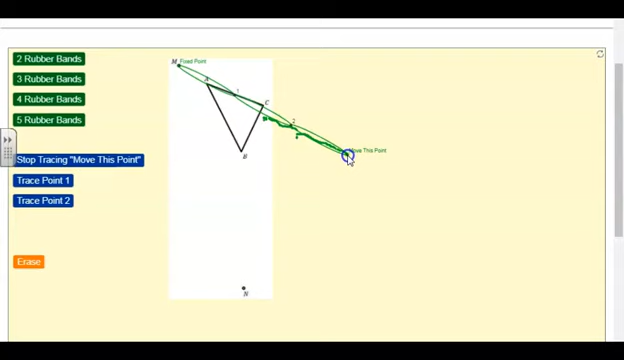 2 Rubber Bands
3 Rubber Bands
4 Rubber Bands
5 Rubber Bands
Stop Tracing "Move This Point"
Trace Point 1
Trace Point 2
Erase
M Fixed Point
A
1
C
2
B
Move This Point
N